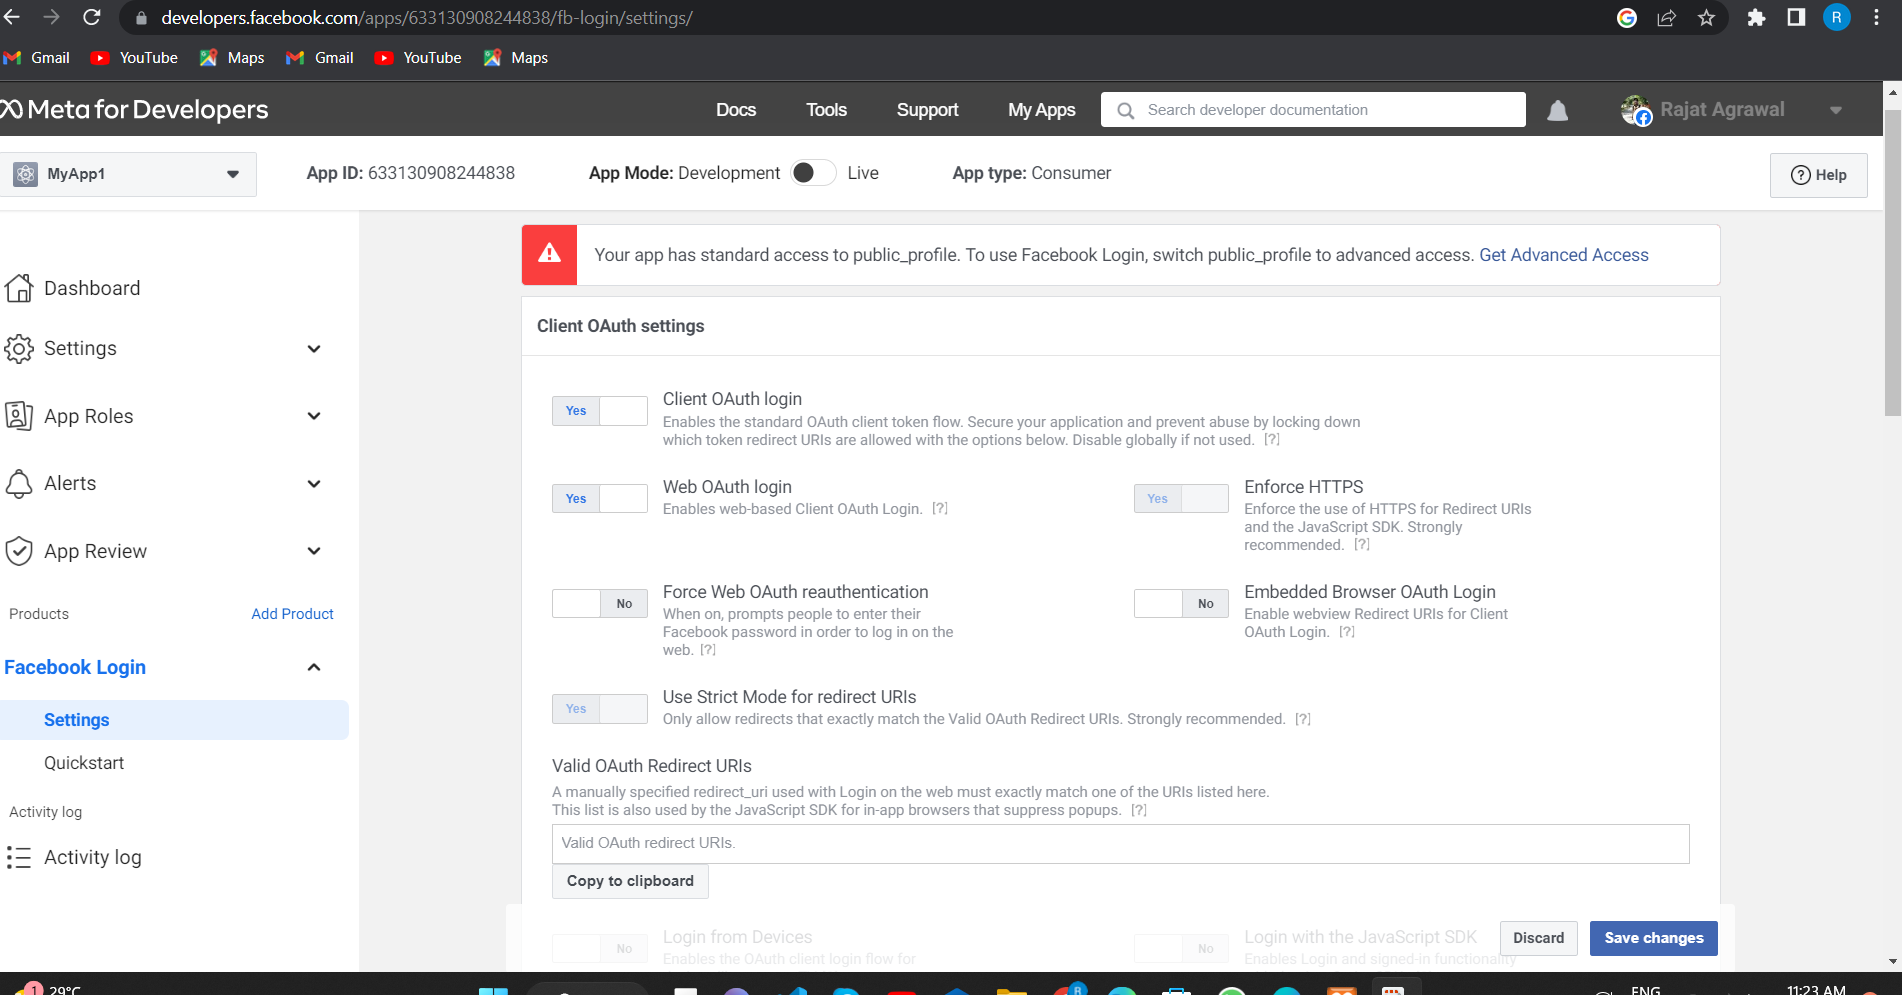 developers.facebook.com/apps/633130908244838/fb-login/settings/
R
Gmail YouTube Maps Gmail YouTube Maps
Meta for Developers
Docs Tools Support My Apps Search developer documentation Rajat Agrawal
MyApp1 App ID: 633130908244838 App Mode: Development Live App type: Consumer ? Help
Your app has standard access to public_profile. To use Facebook Login, switch public_profile to advanced access. Get Advanced Access
Dashboard
Settings
App Roles
Alerts
App Review
Products Add Product
Facebook Login
Settings
Quickstart
Activity log
Activity log
Client OAuth settings
Yes Client OAuth login
Enables the standard OAuth client token flow. Secure your application and prevent abuse by locking down
which token redirect URIs are allowed with the options below. Disable globally if not used. [?]
Yes Web OAuth login
Enables web-based Client OAuth Login. [?]
Yes Enforce HTTPS
Enforce the use of HTTPS for Redirect URIs
and the JavaScript SDK. Strongly
recommended. [?]
No Force Web OAuth reauthentication
When on, prompts people to enter their
Facebook password in order to log in on the
web. [?]
No Embedded Browser OAuth Login
Enable webview Redirect URIs for Client
OAuth Login. [?]
Yes Use Strict Mode for redirect URIs
Only allow redirects that exactly match the Valid OAuth Redirect URIs. Strongly recommended. [?]
Valid OAuth Redirect URIs
A manually specified redirect_uri used with Login on the web must exactly match one of the URIs listed here.
This list is also used by the JavaScript SDK for in-app browsers that suppress popups. [?]
Valid OAuth redirect URIs.
Copy to clipboard
No Login from Devices
Enables the OAuth client login flow for
No Login with the JavaScript SDK
Enables Login and signed-in functionality
Discard Save changes
1 29°C R ENG 11:23 AM